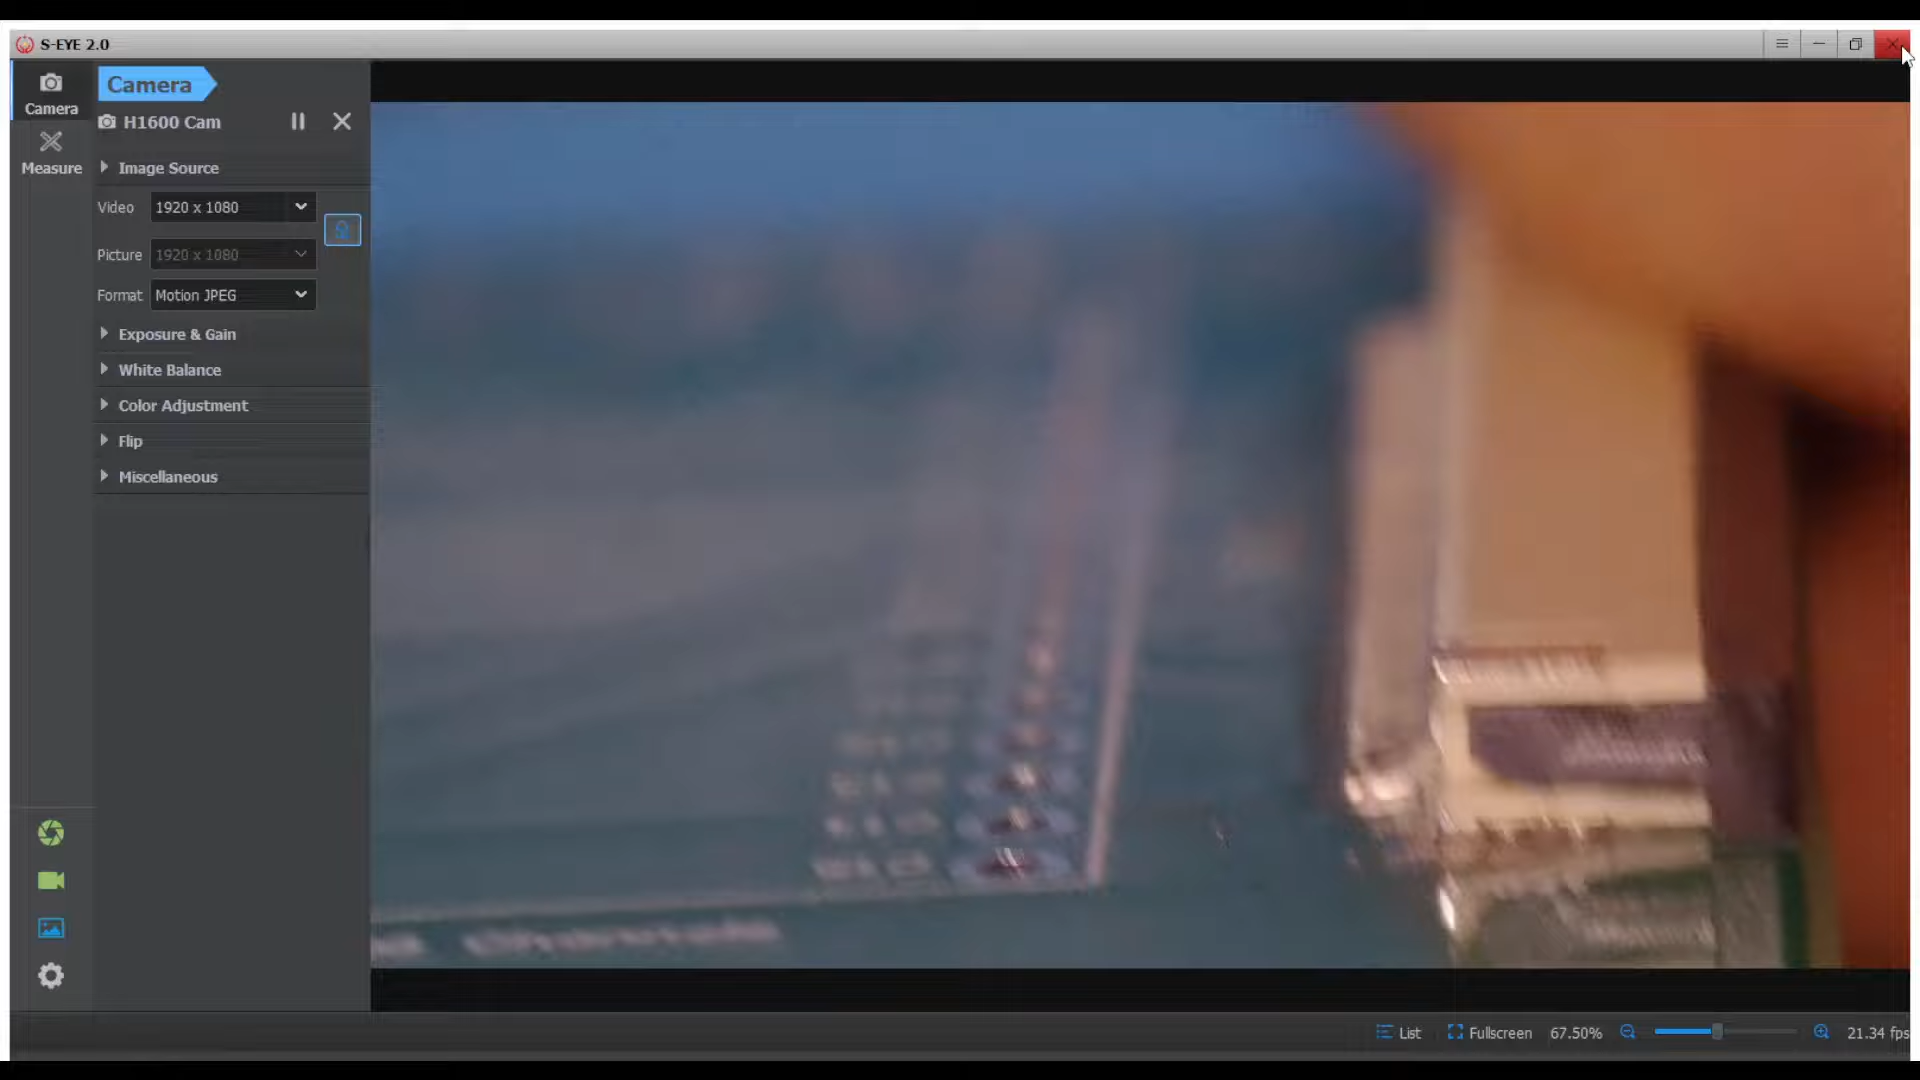 S-EYE 2.0
Camera
Measure
Camera
H1600 Cam
Image Source
Video 1920 x 1080
Picture 1920 x 1080
Format Motion JPEG
Exposure & Gain
White Balance
Color Adjustment
Flip
Miscellaneous
List Fullscreen 67.50% 21.34 fps